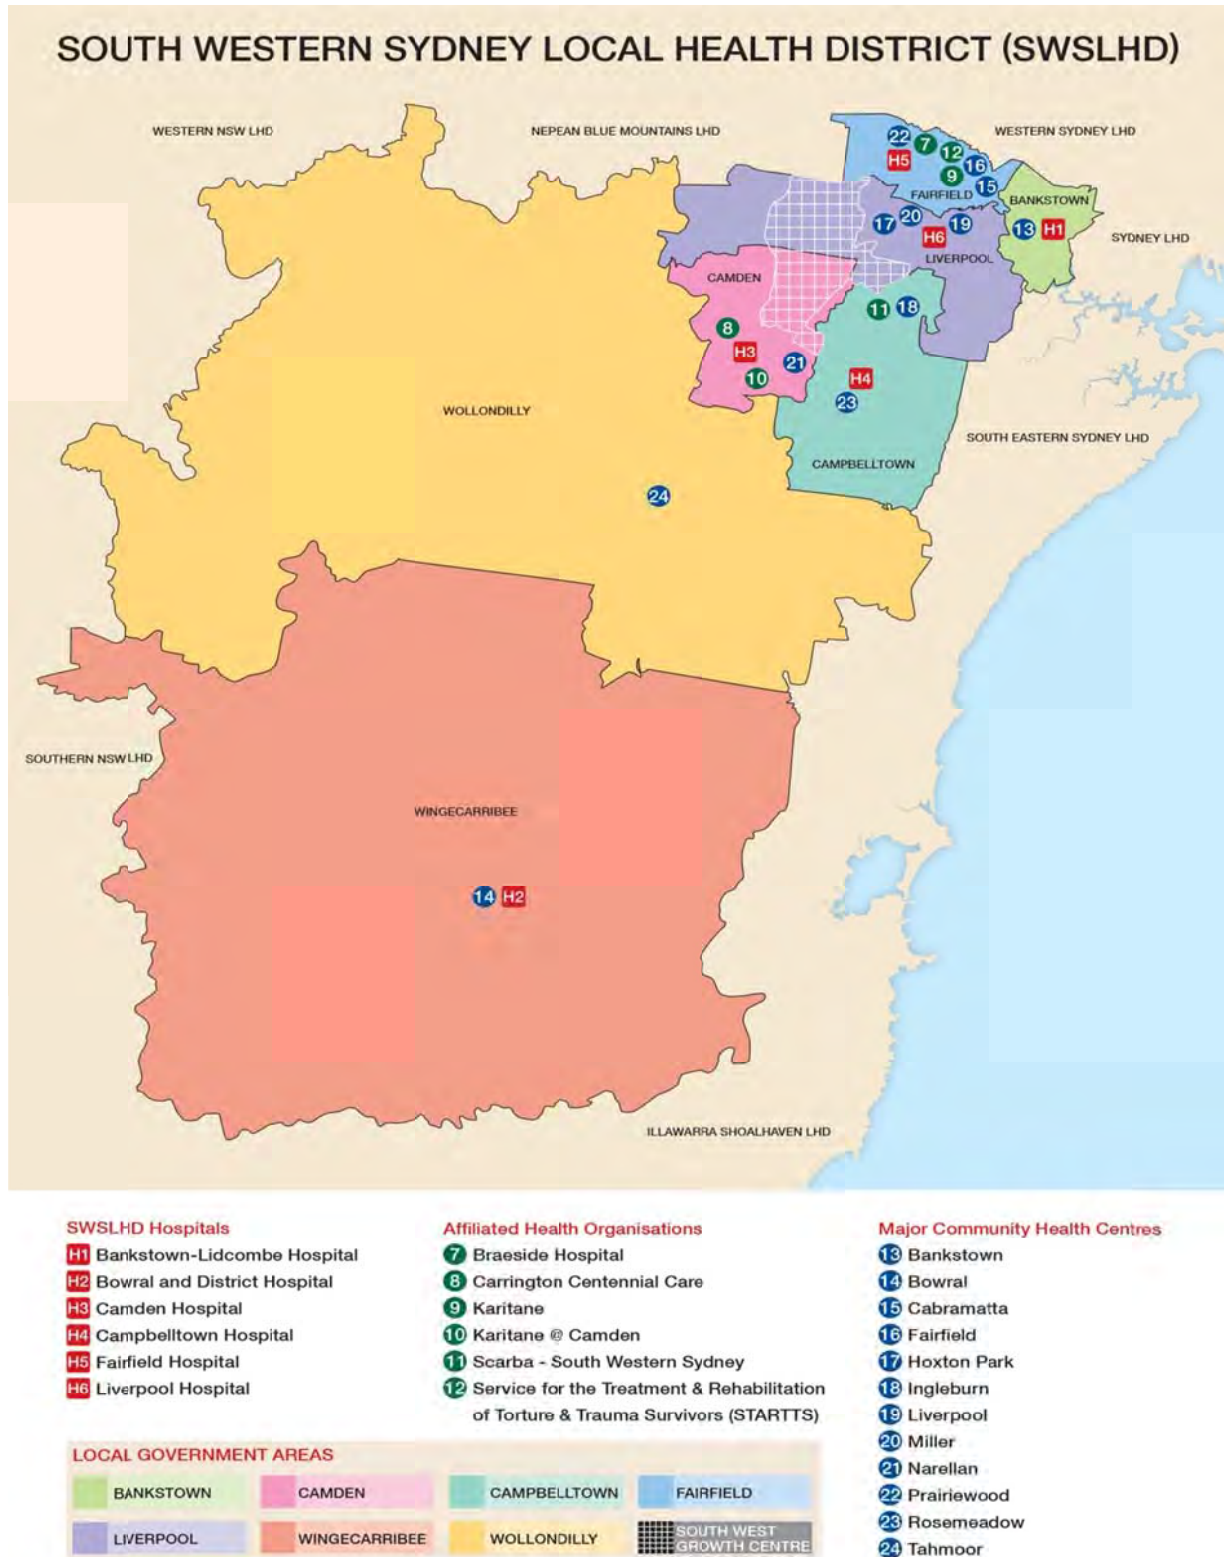 SOUTH WESTERN SYDNEY LOCAL HEALTH DISTRICT (SWSLHD)
WESTERN NSW LHD
NEPEAN BLUE MOUNTAINS LHD
WESTERN SYDNEY LHD
22
7
12
H5
16
9
15
FAIRFIELD
BANKSTOWN
17
20
19
13
H1
H6
SYDNEY LHD
LIVERPOOL
CAMDEN
11
18
8
H3
21
10
H4
23
WOLLONDILLY
SOUTH EASTERN SYDNEY LHD
CAMPBELLTOWN
24
SOUTHERN NSW LHD
WINGECARRIBEE
14
H2
ILLAWARRA SHOALHAVEN LHD
SWSLHD Hospitals
H1 Bankstown-Lidcombe Hospital
H2 Bowral and District Hospital
H3 Camden Hospital
H4 Campbelltown Hospital
H5 Fairfield Hospital
H6 Liverpool Hospital
Affiliated Health Organisations
7 Braeside Hospital
8 Carrington Centennial Care
9 Karitane
10 Karitane @ Camden
11 Scarba - South Western Sydney
12 Service for the Treatment & Rehabilitation
of Torture & Trauma Survivors (STARTTS)
Major Community Health Centres
13 Bankstown
14 Bowral
15 Cabramatta
16 Fairfield
17 Hoxton Park
18 Ingleburn
19 Liverpool
20 Miller
21 Narellan
22 Prairiewood
23 Rosemeadow
24 Tahmoor
LOCAL GOVERNMENT AREAS
BANKSTOWN
CAMDEN
CAMPBELLTOWN
FAIRFIELD
LIVERPOOL
WINGECARRIBEE
WOLLONDILLY
SOUTH WEST
GROWTH CENTRE